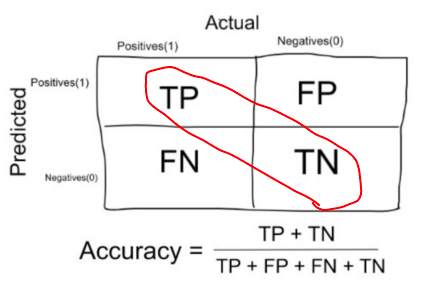 Actual
Positives(1) Negatives(0)
Predicted
Positives(1) TP FP
Negatives(0) FN TN
Accuracy = TP + TN
TP + FP + FN + TN